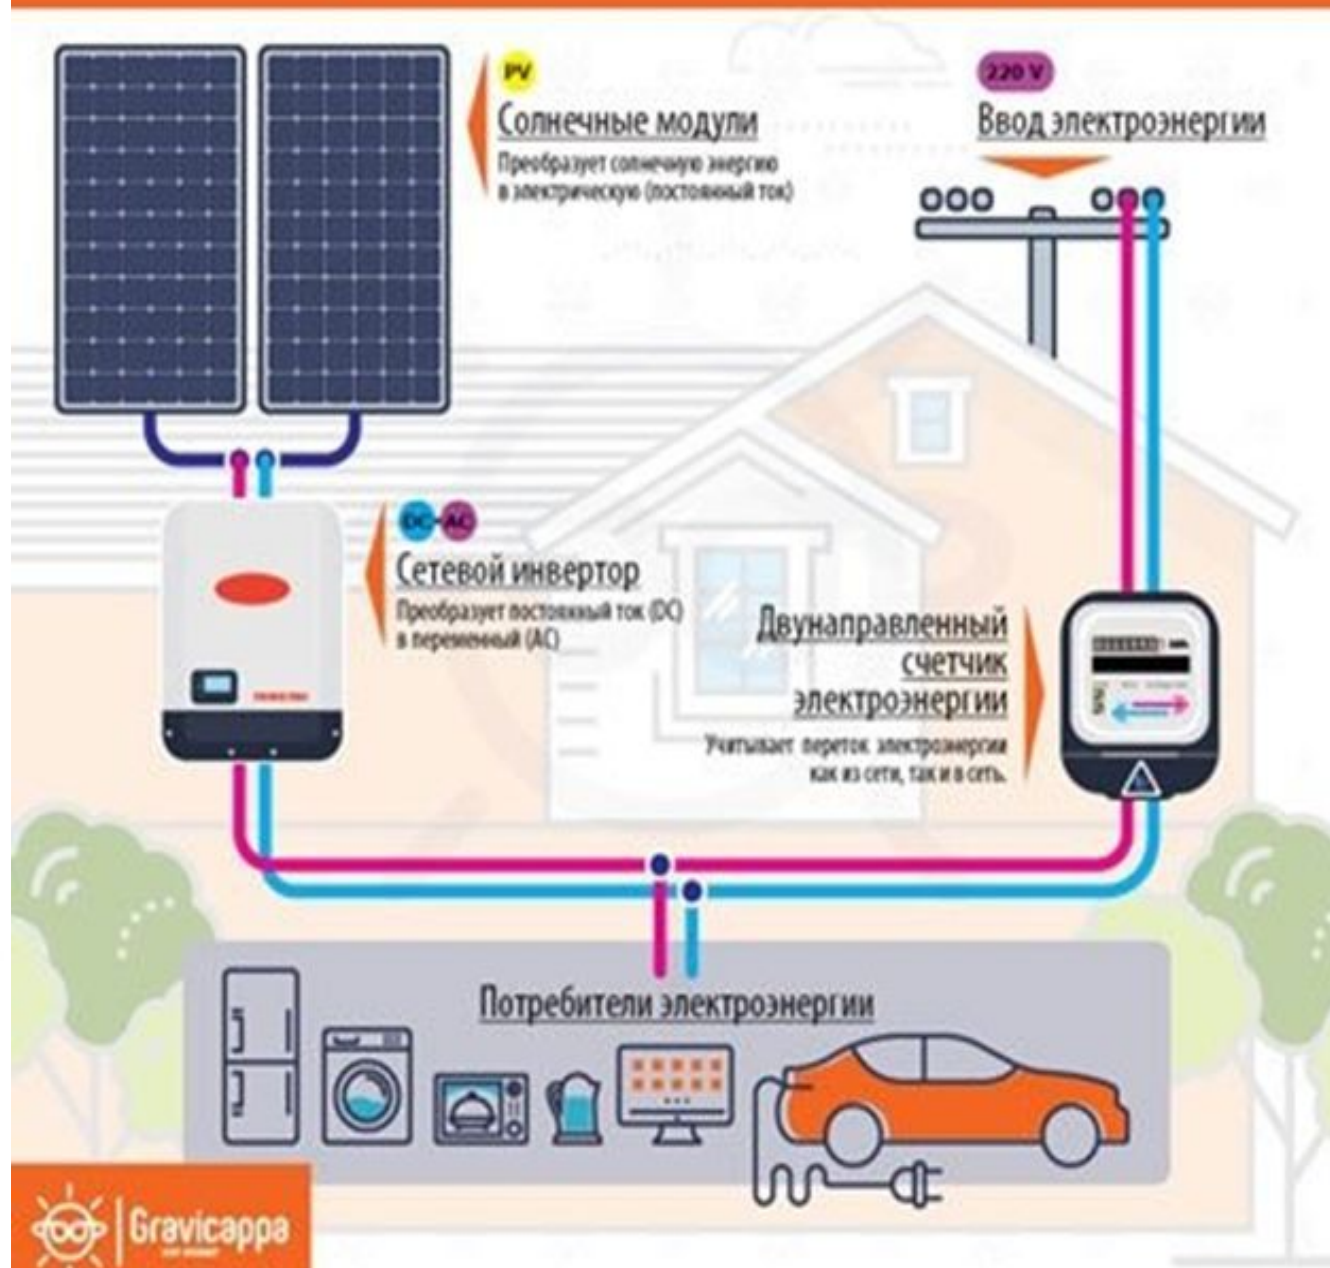 PV
Солнечные модули
Преобразует солнечную энергию
в электрическую (постоянный ток)
220 V
Ввод электроэнергии
DC-AC
Сетевой инвертор
Преобразует постоянный ток (DC)
в переменный (AC)
Двунаправленный
счетчик
электроэнергии
Учитывает переток электроэнергии
как из сети, так и в сеть.
Потребители электроэнергии
Gravicappa